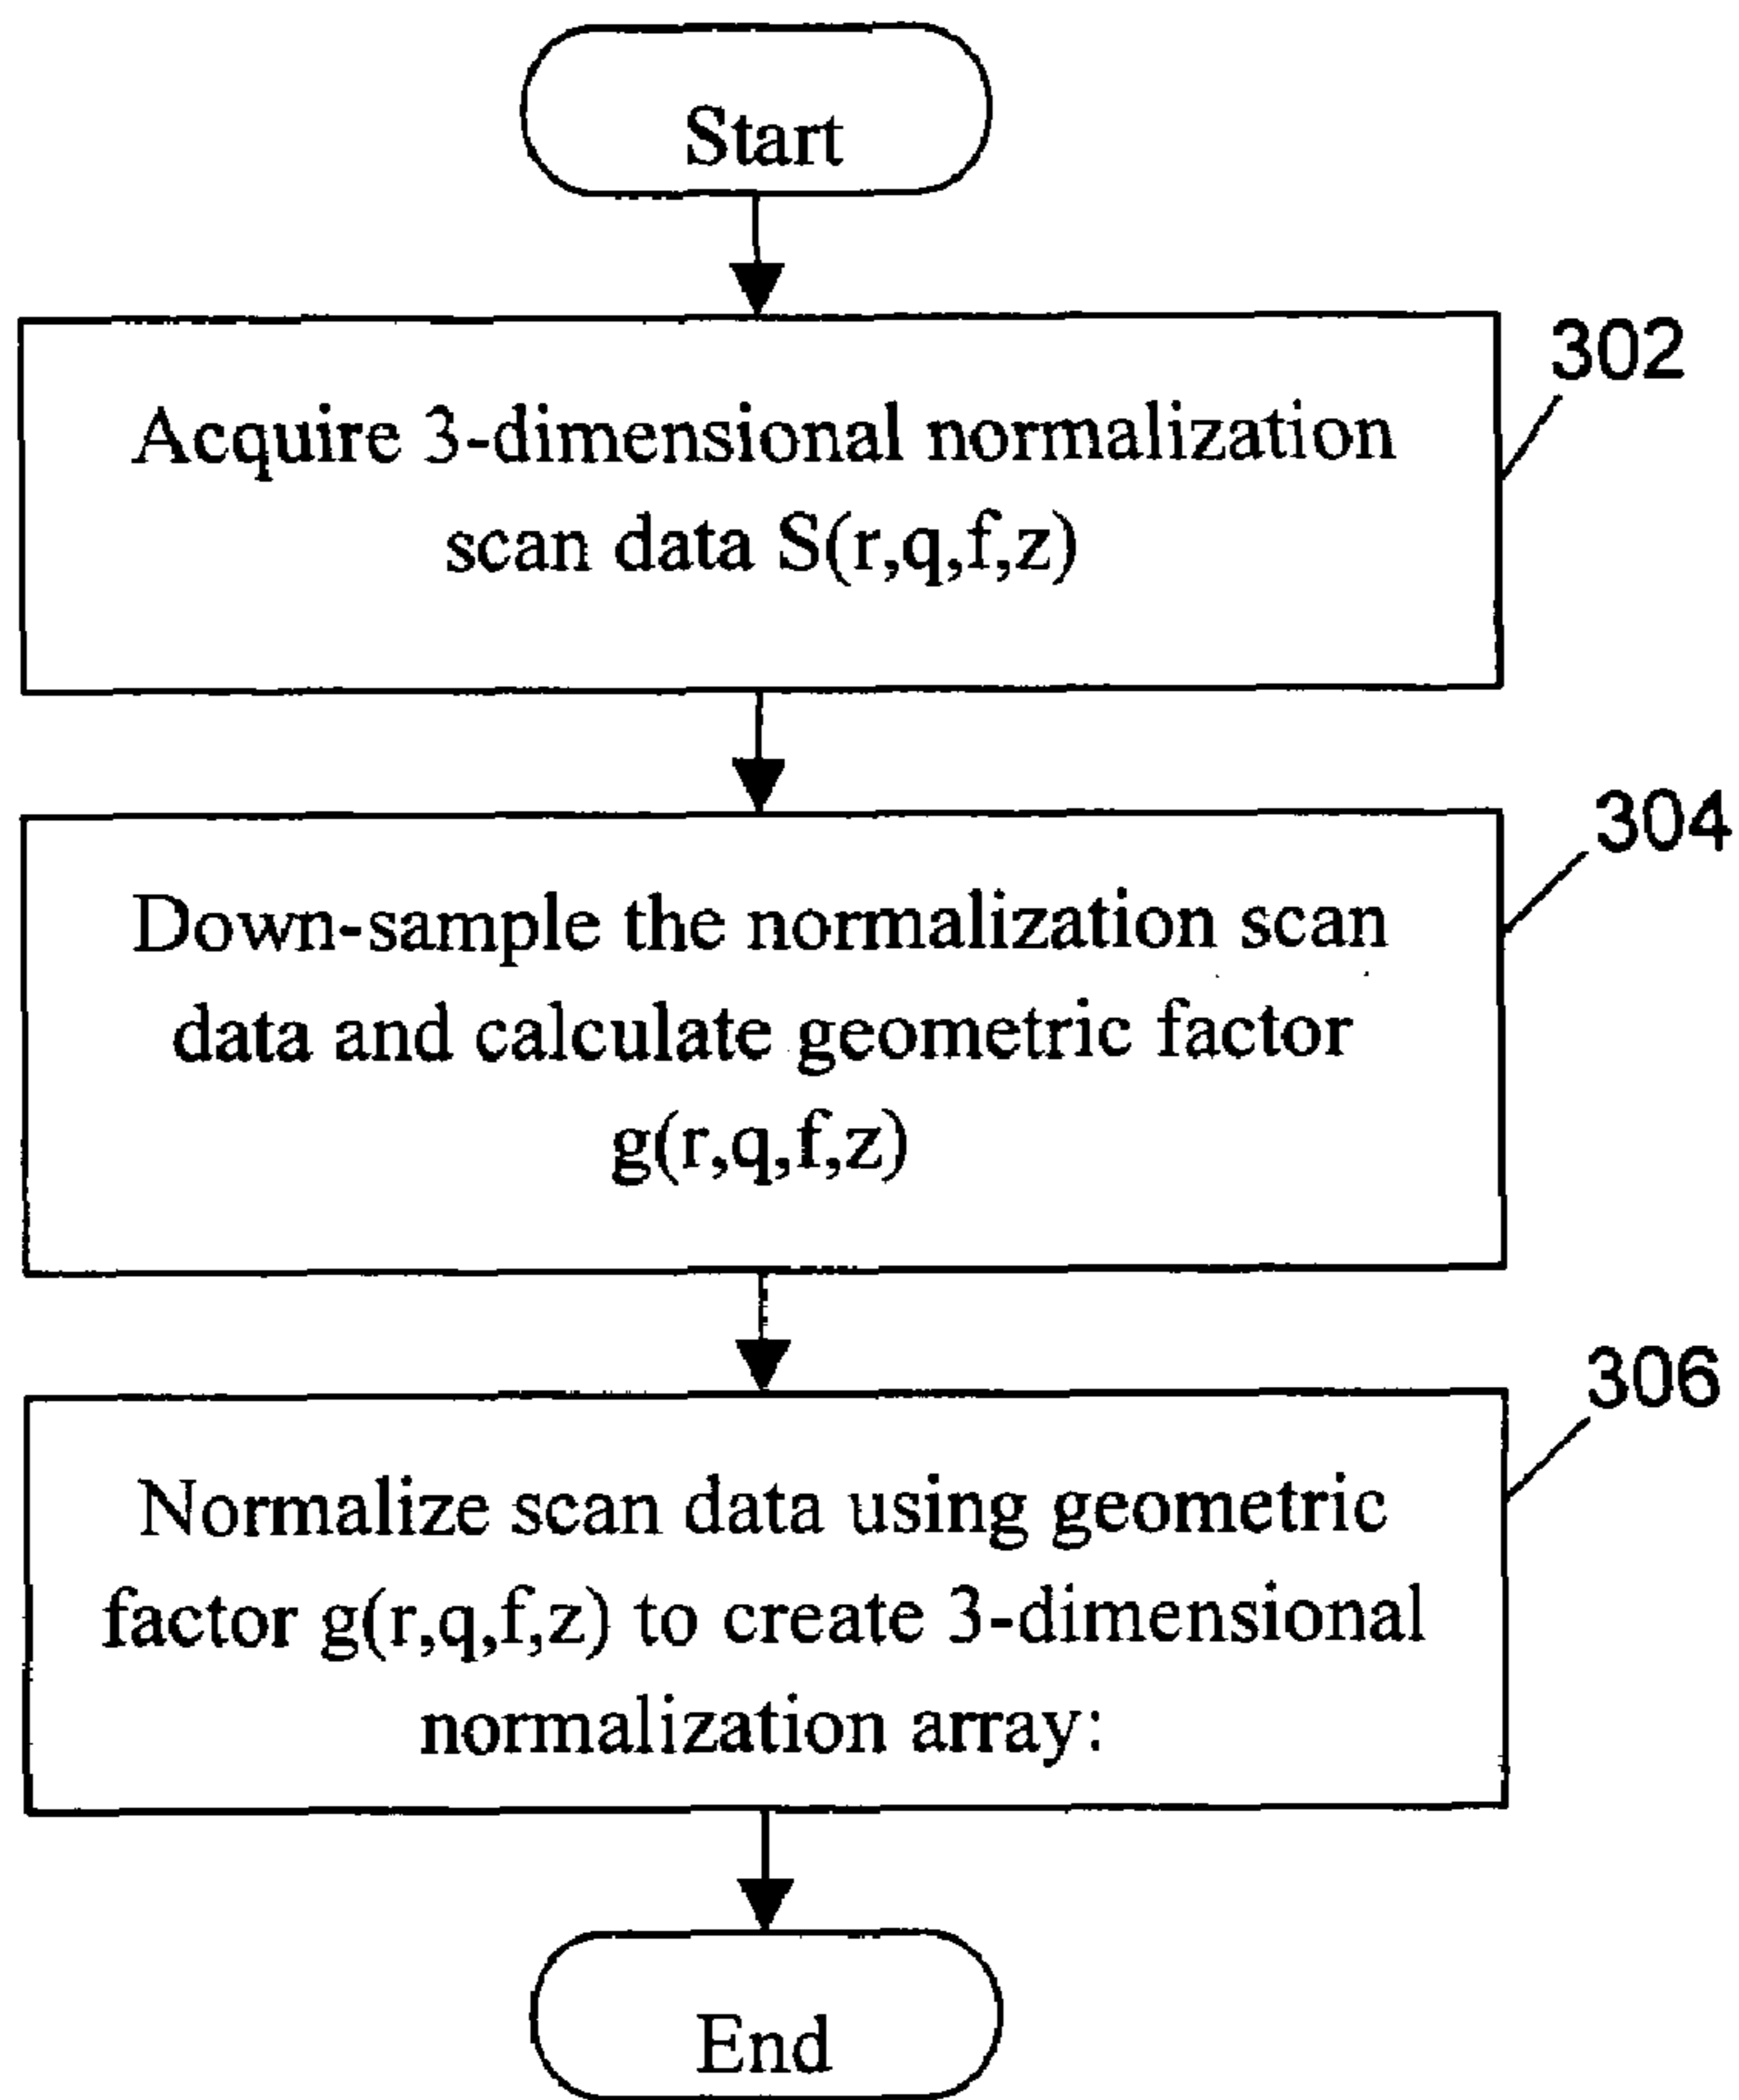 Start
302
Acquire 3-dimensional normalization
scan data S(r,q,f,z)
304
Down-sample the normalization scan
data and calculate geometric factor
g(r,q,f,z)
306
Normalize scan data using geometric
factor g(r,q,f,z) to create 3-dimensional
normalization array:
End